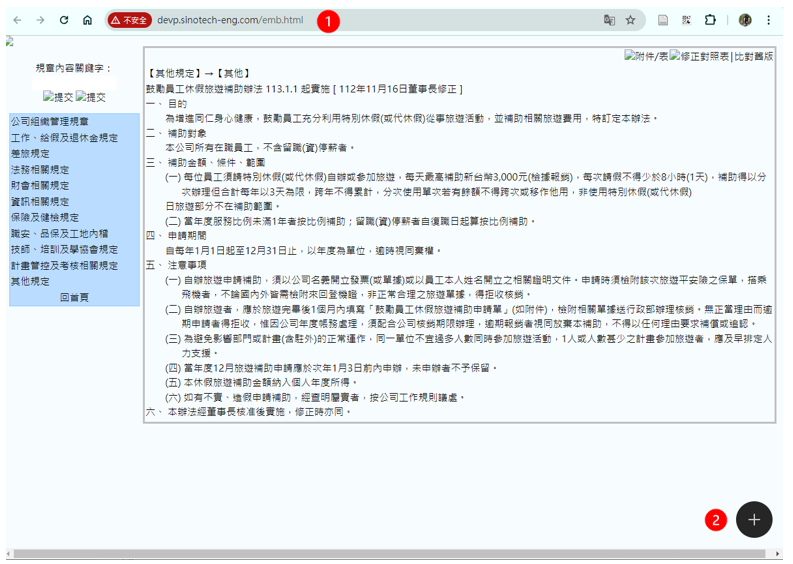 不安全
devp.sinotech-eng.com/emb.html
1
規章內容關鍵字：
提交 提交
公司組織管理規章
工作、給假及退休金規定
差旅規定
法務相關規定
財會相關規定
資訊相關規定
保險及健檢規定
職安、品保及工地內稽
技師、培訓及學協會規定
計畫管控及考核相關規定
其他規定
回首頁
附件/表 修正對照表|比對舊版
【其他規定】→【其他】
鼓勵員工休假旅遊補助辦法 113.1.1 起實施 [ 112年11月16日董事長修正 ]
一、 目的
為增進同仁身心健康，鼓勵員工充分利用特別休假(或代休假)從事旅遊活動，並補助相關旅遊費用，特訂定本辦法。
二、 補助對象
本公司所有在職員工，不含留職(資)停薪者。
三、 補助金額、條件、範圍
(一) 每位員工須請特別休假(或代休假)自辦或參加旅遊，每天最高補助新台幣3,000元(檢據報銷)，每次請假不得少於8小時(1天)，補助得以分
次辦理但合計每年以3天為限，跨年不得累計，分次使用單次若有餘額不得跨次或移作他用，非使用特別休假(或代休假)
日旅遊部分不在補助範圍。
(二) 當年度服務比例未滿1年者按比例補助；留職(資)停薪者自復職日起算按比例補助。
四、 申請期間
自每年1月1日起至12月31日止，以年度為單位，逾時視同棄權。
五、 注意事項
(一) 自辦旅遊申請補助，須以公司名義開立發票(或單據)或以員工本人姓名開立之相關證明文件。申請時須檢附該次旅遊平安險之保單，搭乘
飛機者，不論國內外皆需檢附來回登機證，非正常合理之旅遊單據，得拒收核銷。
(二) 自辦旅遊者，應於旅遊完畢後1個月內填寫「鼓勵員工休假旅遊補助申請單」(如附件)，檢附相關單據送行政部辦理核銷。無正當理由而逾
期申請者得拒收，惟因公司年度帳務處理，須配合公司核銷期限辦理，逾期報銷者視同放棄本補助，不得以任何理由要求補償或追認。
(三) 為避免影響部門或計畫(含駐外)的正常運作，同一單位不宜過多人數同時參加旅遊活動，1人或人數甚少之計畫參加旅遊者，應及早排定人
力支援。
(四) 當年度12月旅遊補助申請應於次年1月3日前內申辦，未申辦者不予保留。
(五) 本休假旅遊補助金額納入個人年度所得。
(六) 如有不實、造假申請補助，經查明屬實者，按公司工作規則議處。
六、 本辦法經董事長核准後實施，修正時亦同。
2